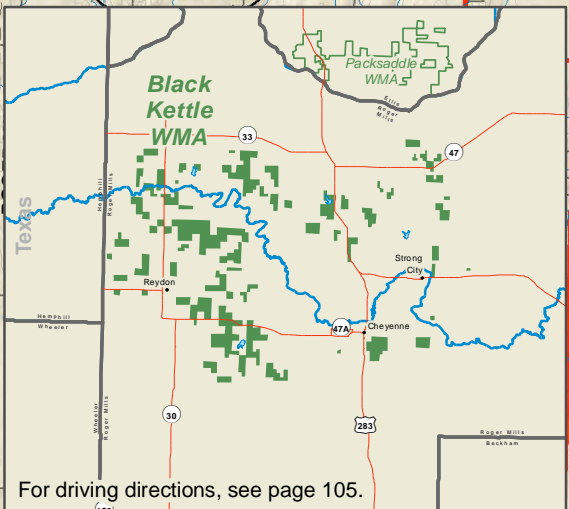 Packsaddle
WMA
Black
Kettle
WMA
Ellis
Roger
Mills
33
47
Hemphill
Roger Mills
Texas
Strong
City
Reydon
Hemphill
Wheeler
47A
Cheyenne
Wheeler
Roger Mills
30
283
Roger Mills
Beckham
For driving directions, see page 105.